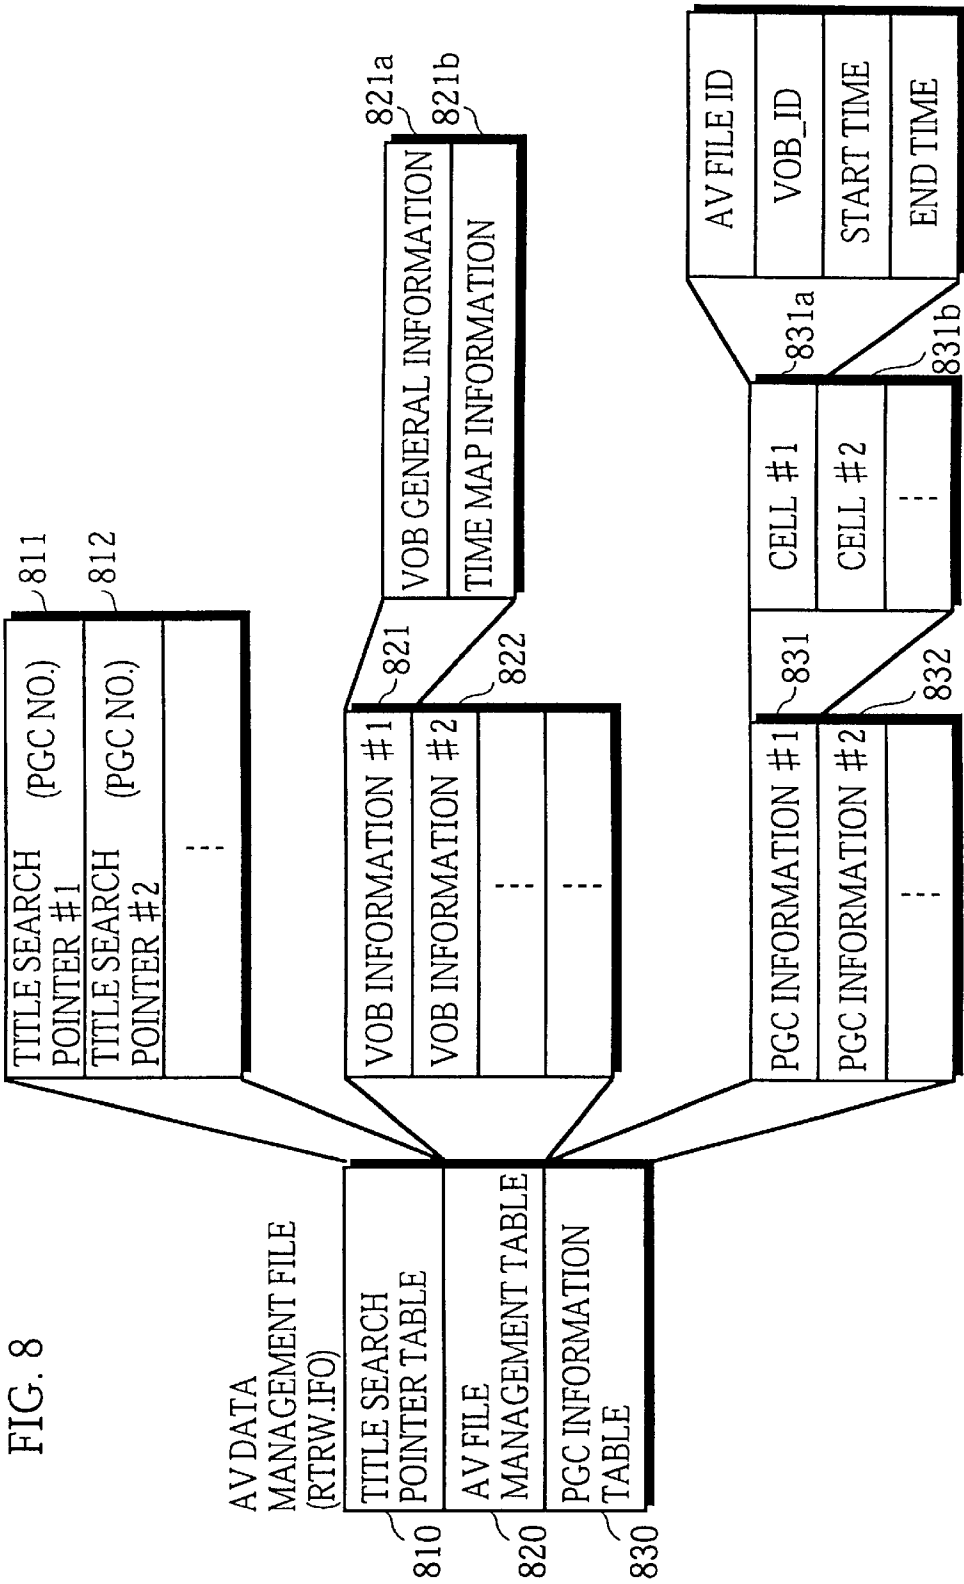 FIG. 8
AV DATA
MANAGEMENT FILE
(RTRW.IFO)
TITLE SEARCH
POINTER TABLE
AV FILE
MANAGEMENT TABLE
PGC INFORMATION
TABLE
810
820
830
TITLE SEARCH
POINTER #1 (PGC NO.)
TITLE SEARCH
POINTER #2 (PGC NO.)
811
812
VOB INFORMATION #1
VOB INFORMATION #2
821
822
VOB GENERAL INFORMATION
TIME MAP INFORMATION
821a
821b
PGC INFORMATION #1
PGC INFORMATION #2
831
832
CELL #1
CELL #2
831a
831b
AV FILE ID
VOB_ID
START TIME
END TIME